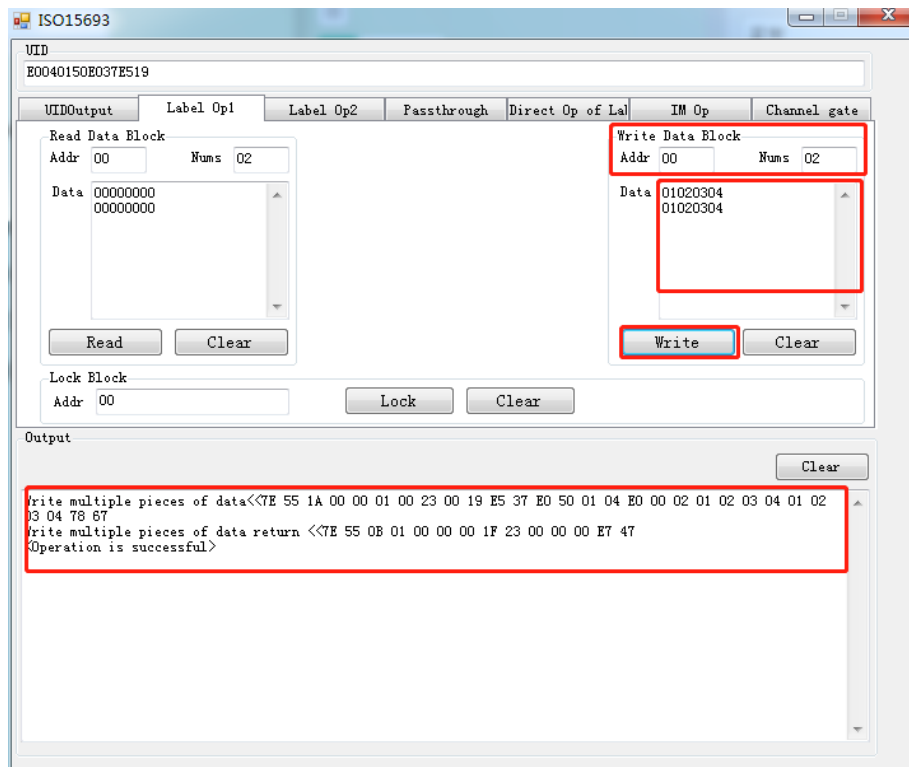 ISO15693
UID
E0040150E037E519
UIDOutput Label Op1 Label Op2 Passthrough Direct Op of Lal IM Op Channel gate
Read Data Block
Addr 00 Nums 02
Data 00000000
00000000
Read Clear
Write Data Block
Addr 00 Nums 02
Data 01020304
01020304
Write Clear
Lock Block
Addr 00 Lock Clear
Output
Clear
Write multiple pieces of data<<7E 55 1A 00 00 01 00 23 00 19 E5 37 E0 50 01 04 E0 00 02 01 02 03 04 01 02
03 04 78 67
Write multiple pieces of data return <<7E 55 0B 01 00 00 00 1F 23 00 00 00 E7 47
<Operation is successful>